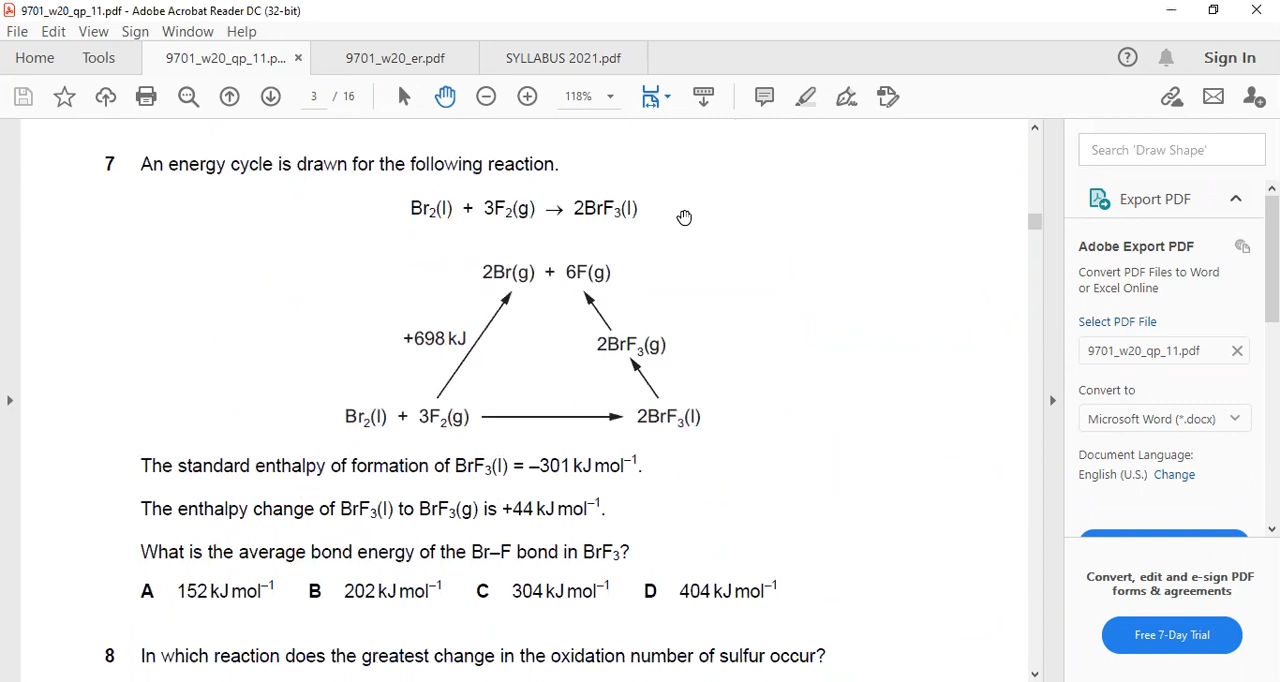 9701_w20_qp_11.pdf - Adobe Acrobat Reader DC (32-bit)
File Edit View Sign Window Help
Home Tools 9701_w20_qp_11.p... × 9701_w20_er.pdf SYLLABUS 2021.pdf Sign In
3 / 16 118%
7 An energy cycle is drawn for the following reaction.
Br₂(l) + 3F₂(g) → 2BrF₃(l)
2Br(g) + 6F(g)
+698 kJ
2BrF₃(g)
Br₂(l) + 3F₂(g) 2BrF₃(l)
The standard enthalpy of formation of BrF₃(l) = –301 kJ mol⁻¹.
The enthalpy change of BrF₃(l) to BrF₃(g) is +44 kJ mol⁻¹.
What is the average bond energy of the Br–F bond in BrF₃?
A 152 kJ mol⁻¹ B 202 kJ mol⁻¹ C 304 kJ mol⁻¹ D 404 kJ mol⁻¹
8 In which reaction does the greatest change in the oxidation number of sulfur occur?
Search 'Draw Shape'
Export PDF
Adobe Export PDF
Convert PDF Files to Word
or Excel Online
Select PDF File
9701_w20_qp_11.pdf
Convert to
Microsoft Word (*.docx)
Document Language:
English (U.S.) Change
Convert, edit and e-sign PDF
forms & agreements
Free 7-Day Trial